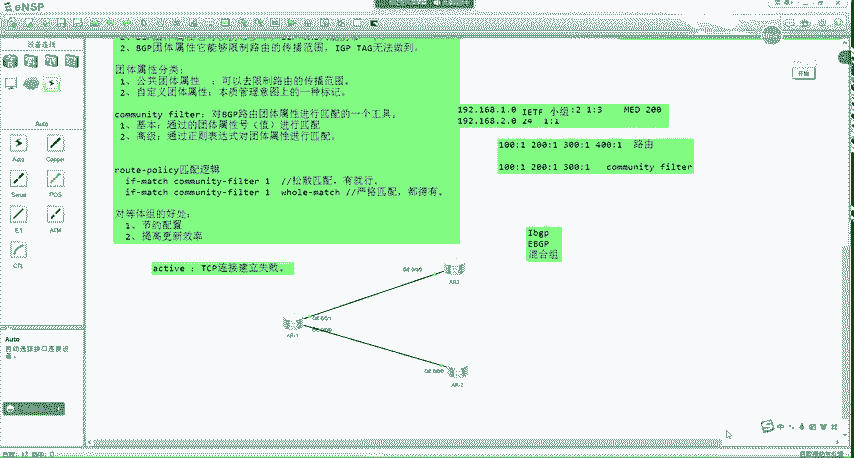 eNSP
设备连线
Auto
Auto
Copper
Serial
POS
E1
ATM
CTL
Auto
自动选择接口连接设备。
2、BGP团体属性它能够限制路由的传播范围，IGP TAG无法做到。
团体属性分类：
1、公共团体属性 ：可以去限制路由的传播范围。
2、自定义团体属性：本质管理意图上的一种标记。
community filter：对BGP路由团体属性进行匹配的一个工具。
1、基本：通过的团体属性号（值）进行匹配
2、高级：通过正则表达式对团体属性进行匹配。
route-policy匹配逻辑
if-match community-filter 1 //松散匹配，有就行。
if-match community-filter 1 whole-match //严格匹配，都得有。
对等体组的好处：
1、节约配置
2、提高更新效率
192.168.1.0 IETF 小组:2 1:3 MED 200
192.168.2.0 24 1:1
100:1 200:1 300:1 400:1 路由
100:1 200:1 300:1 community filter
Ibgp
EBGP
混合组
active ：TCP连接建立失败。
开始